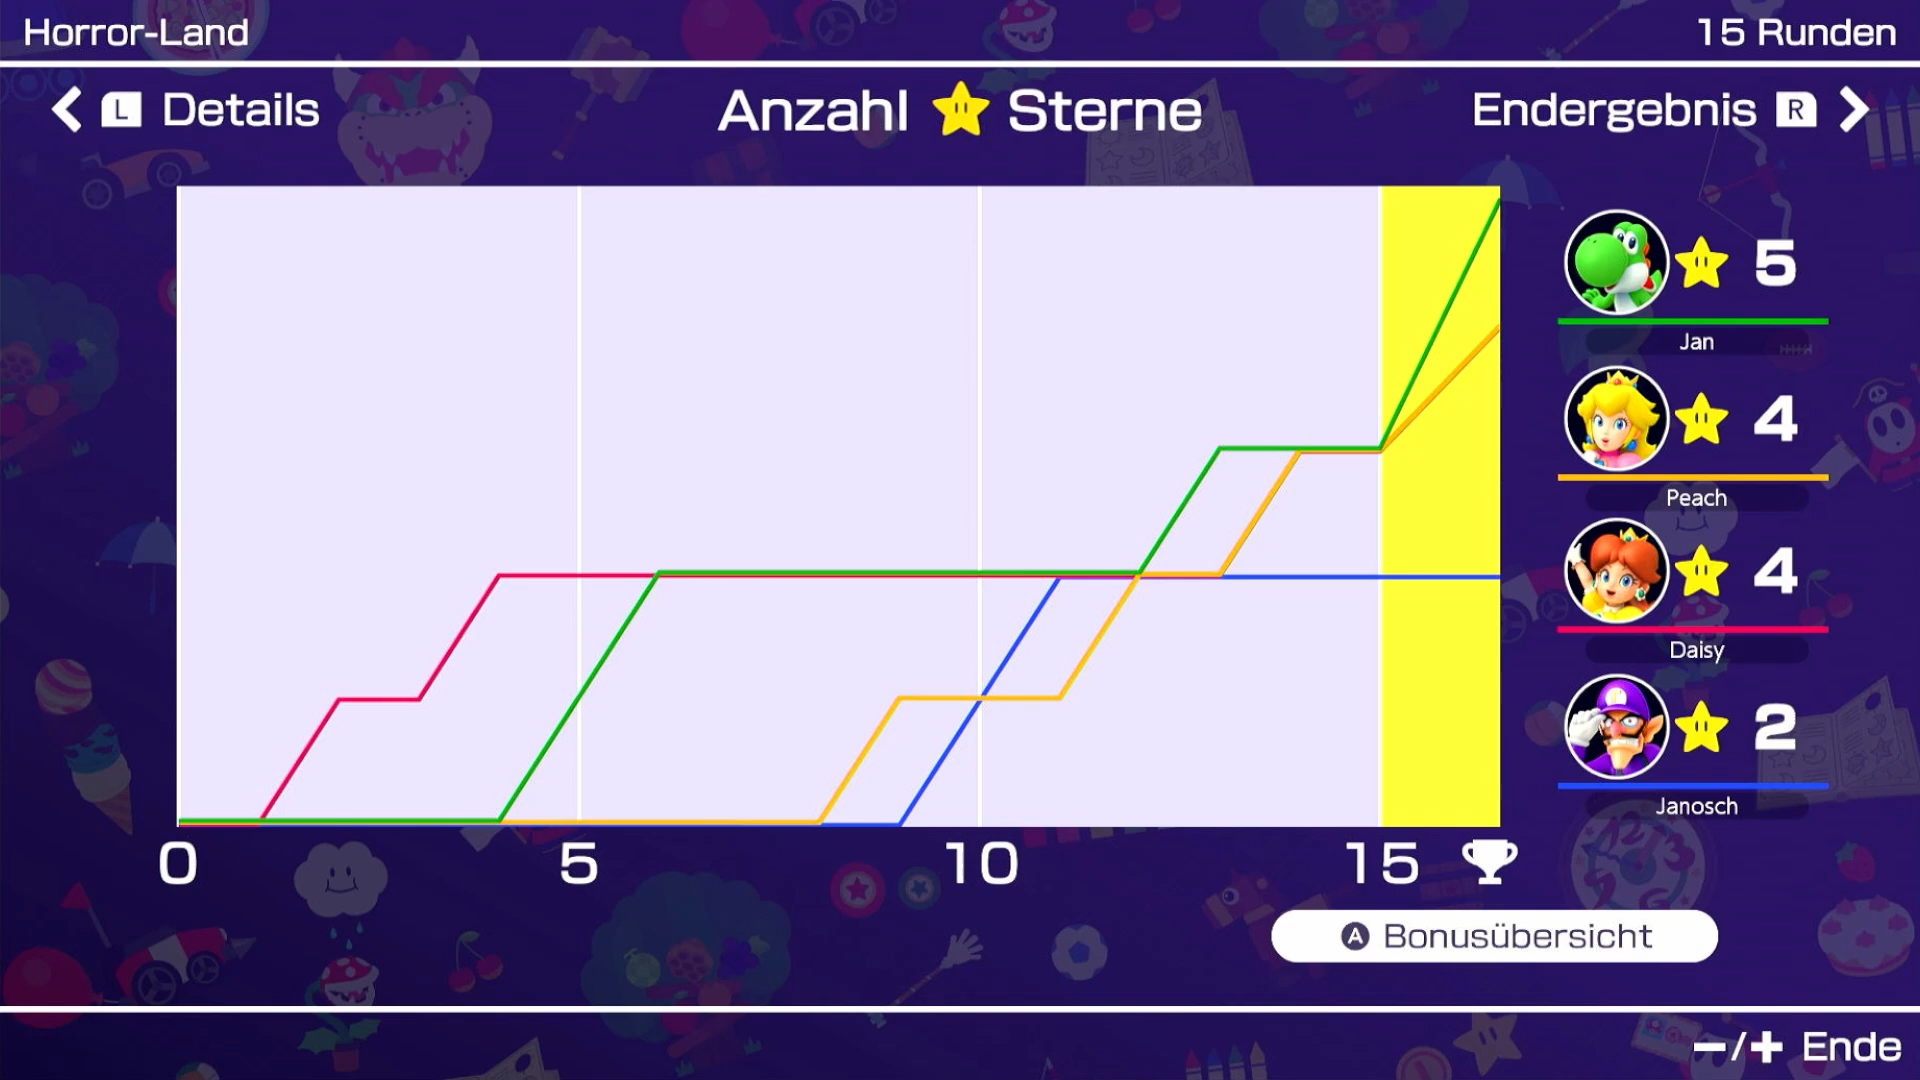 Horror-Land
15 Runden
L Details
Anzahl Sterne
Endergebnis R
5
Jan
4
Peach
4
Daisy
2
Janosch
0 5 10 15
A Bonusübersicht
−/+ Ende